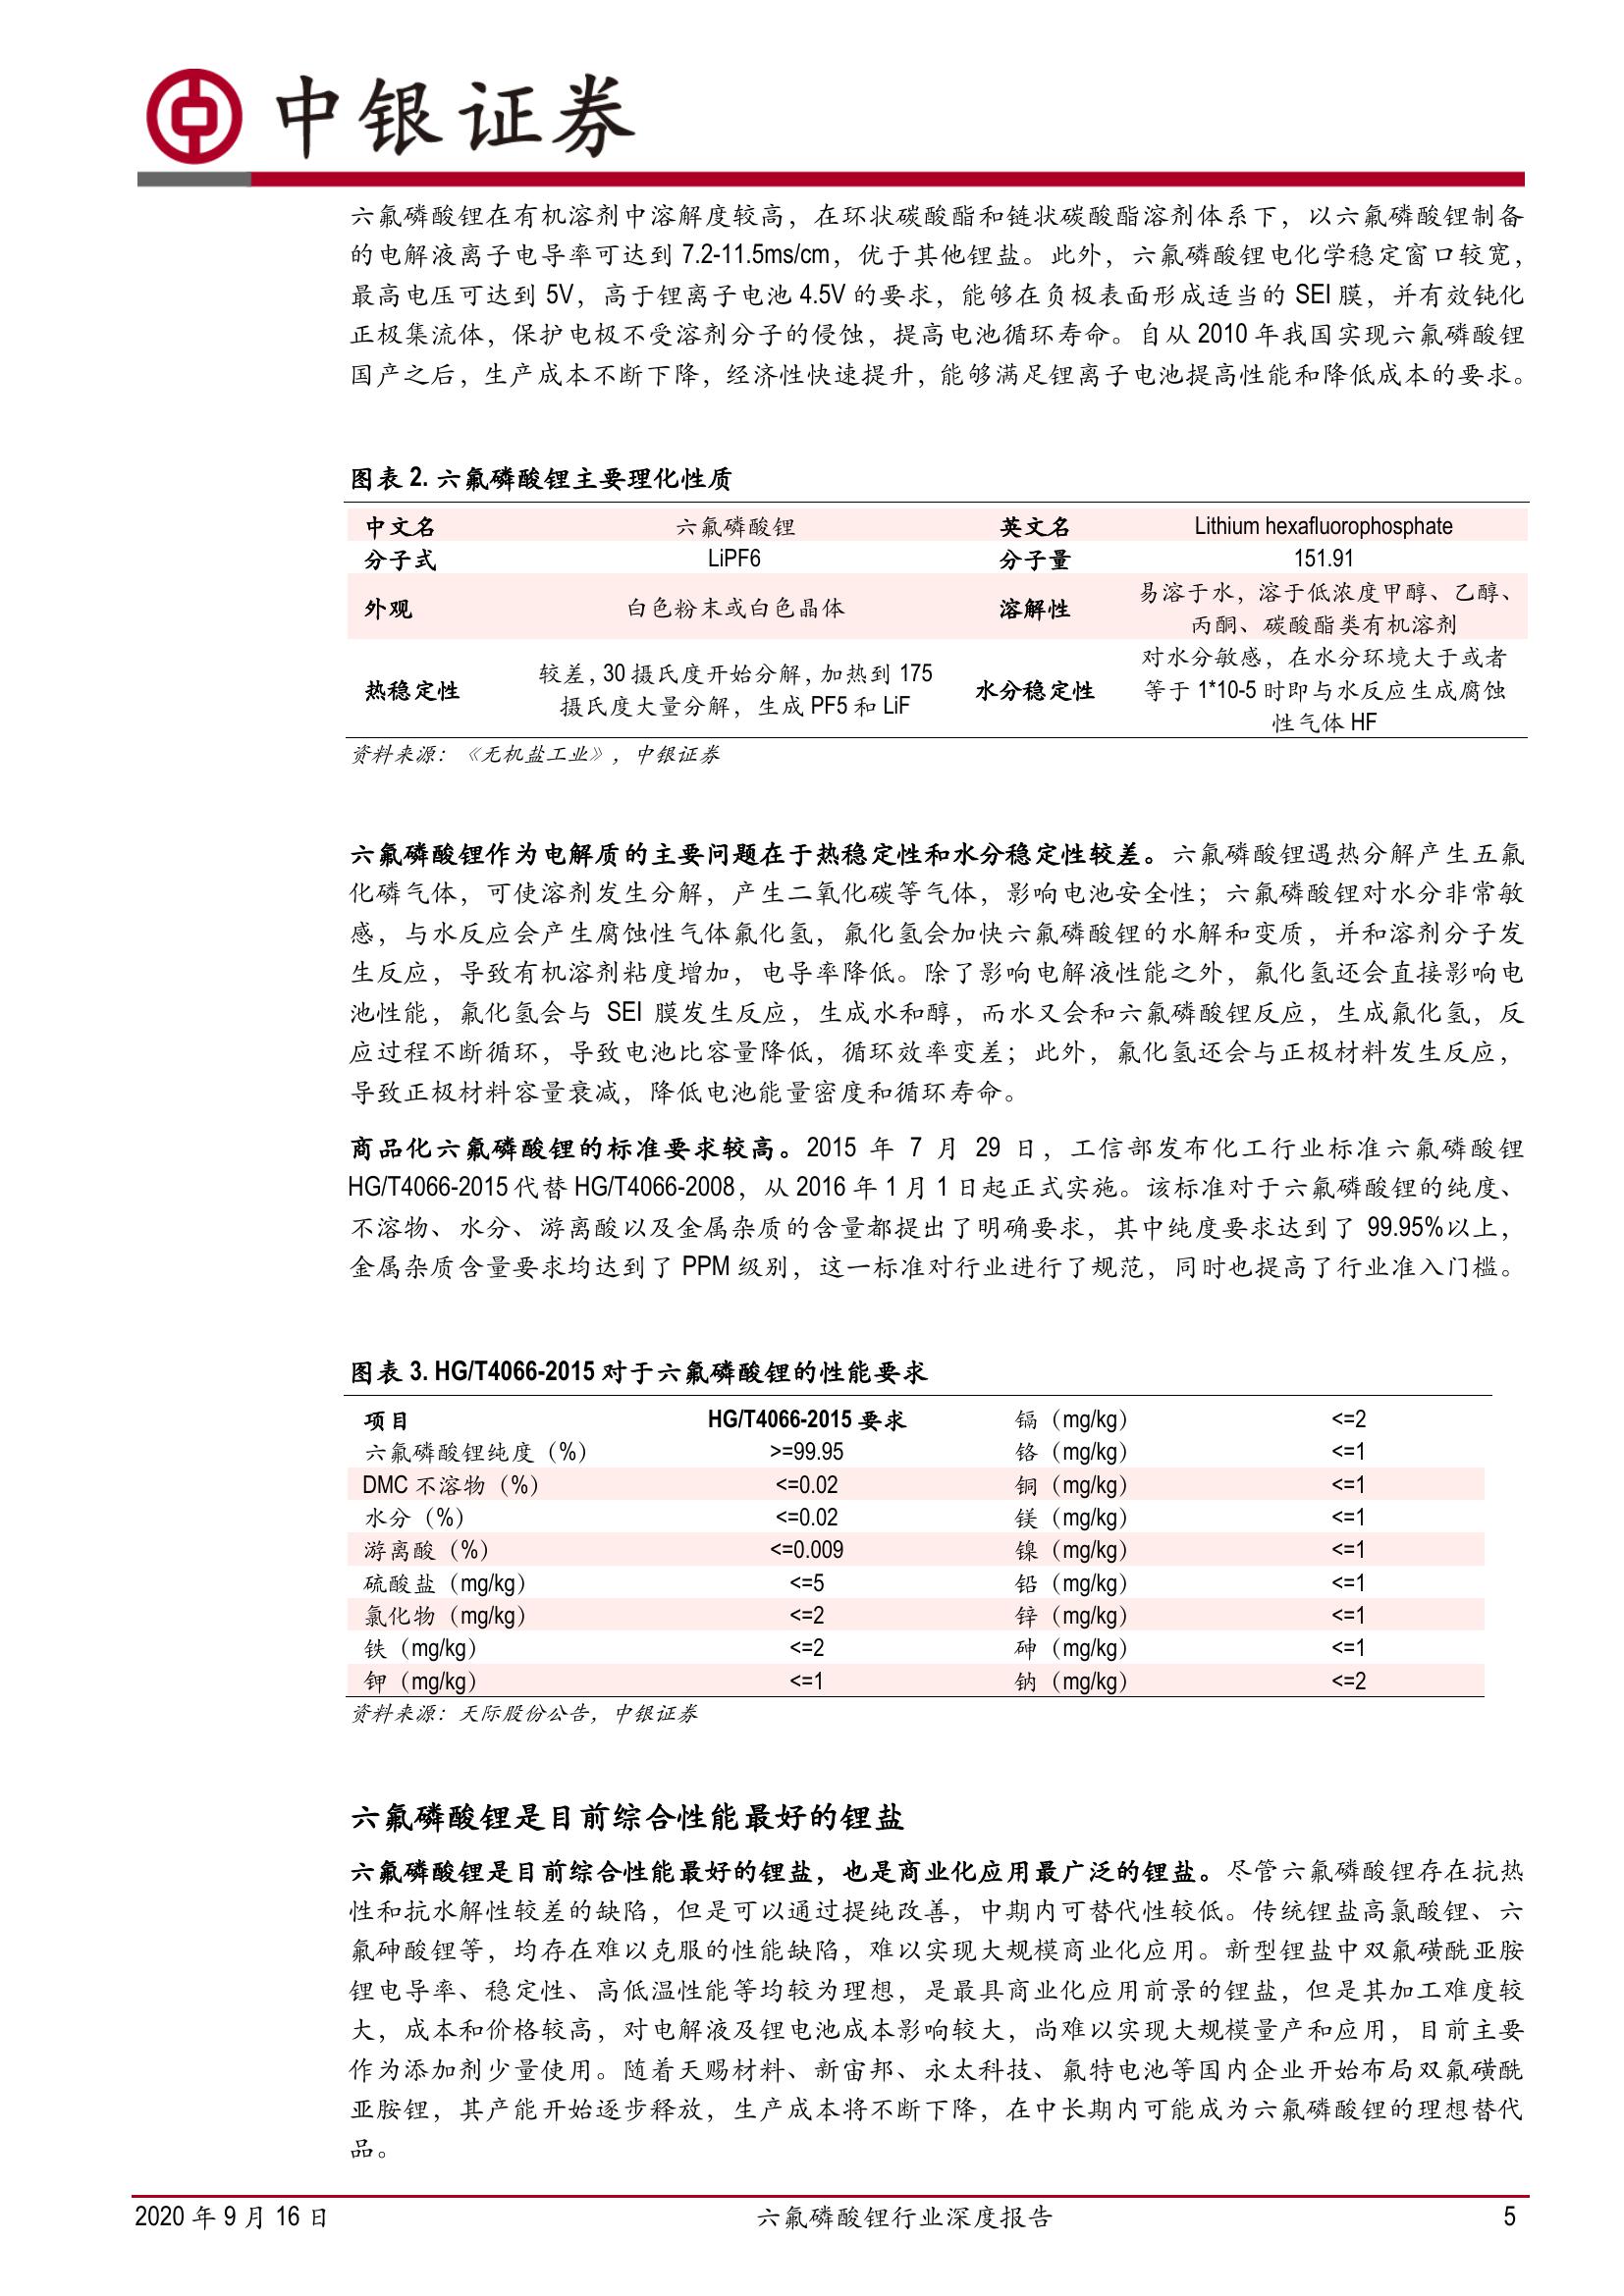 中银证券
六氟磷酸锂在有机溶剂中溶解度较高，在环状碳酸酯和链状碳酸酯溶剂体系下，以六氟磷酸锂制备
的电解液离子电导率可达到 7.2-11.5ms/cm，优于其他锂盐。此外，六氟磷酸锂电化学稳定窗口较宽，
最高电压可达到 5V，高于锂离子电池 4.5V 的要求，能够在负极表面形成适当的 SEI 膜，并有效钝化
正极集流体，保护电极不受溶剂分子的侵蚀，提高电池循环寿命。自从 2010 年我国实现六氟磷酸锂
国产之后，生产成本不断下降，经济性快速提升，能够满足锂离子电池提高性能和降低成本的要求。
图表 2. 六氟磷酸锂主要理化性质
中文名 六氟磷酸锂 英文名 Lithium hexafluorophosphate
分子式 LiPF6 分子量 151.91
外观 白色粉末或白色晶体 溶解性 易溶于水，溶于低浓度甲醇、乙醇、
丙酮、碳酸酯类有机溶剂
热稳定性 较差，30 摄氏度开始分解，加热到 175
摄氏度大量分解，生成 PF5 和 LiF
水分稳定性 对水分敏感，在水分环境大于或者
等于 1*10-5 时即与水反应生成腐蚀
性气体 HF
资料来源：《无机盐工业》，中银证券
六氟磷酸锂作为电解质的主要问题在于热稳定性和水分稳定性较差。六氟磷酸锂遇热分解产生五氟
化磷气体，可使溶剂发生分解，产生二氧化碳等气体，影响电池安全性；六氟磷酸锂对水分非常敏
感，与水反应会产生腐蚀性气体氟化氢，氟化氢会加快六氟磷酸锂的水解和变质，并和溶剂分子发
生反应，导致有机溶剂粘度增加，电导率降低。除了影响电解液性能之外，氟化氢还会直接影响电
池性能，氟化氢会与 SEI 膜发生反应，生成水和醇，而水又会和六氟磷酸锂反应，生成氟化氢，反
应过程不断循环，导致电池比容量降低，循环效率变差；此外，氟化氢还会与正极材料发生反应，
导致正极材料容量衰减，降低电池能量密度和循环寿命。
商品化六氟磷酸锂的标准要求较高。2015 年 7 月 29 日，工信部发布化工行业标准六氟磷酸锂
HG/T4066-2015 代替 HG/T4066-2008，从 2016 年 1 月 1 日起正式实施。该标准对于六氟磷酸锂的纯度、
不溶物、水分、游离酸以及金属杂质的含量都提出了明确要求，其中纯度要求达到了 99.95%以上，
金属杂质含量要求均达到了 PPM 级别，这一标准对行业进行了规范，同时也提高了行业准入门槛。
图表 3. HG/T4066-2015 对于六氟磷酸锂的性能要求
项目 HG/T4066-2015 要求 镉（mg/kg） <=2
六氟磷酸锂纯度（%） >=99.95 铬（mg/kg） <=1
DMC 不溶物（%） <=0.02 铜（mg/kg） <=1
水分（%） <=0.02 镁（mg/kg） <=1
游离酸（%） <=0.009 镍（mg/kg） <=1
硫酸盐（mg/kg） <=5 铅（mg/kg） <=1
氯化物（mg/kg） <=2 锌（mg/kg） <=1
铁（mg/kg） <=2 砷（mg/kg） <=1
钾（mg/kg） <=1 钠（mg/kg） <=2
资料来源：天际股份公告，中银证券
六氟磷酸锂是目前综合性能最好的锂盐
六氟磷酸锂是目前综合性能最好的锂盐，也是商业化应用最广泛的锂盐。尽管六氟磷酸锂存在抗热
性和抗水解性较差的缺陷，但是可以通过提纯改善，中期内可替代性较低。传统锂盐高氯酸锂、六
氟砷酸锂等，均存在难以克服的性能缺陷，难以实现大规模商业化应用。新型锂盐中双氟磺酰亚胺
锂电导率、稳定性、高低温性能等均较为理想，是最具商业化应用前景的锂盐，但是其加工难度较
大，成本和价格较高，对电解液及锂电池成本影响较大，尚难以实现大规模量产和应用，目前主要
作为添加剂少量使用。随着天赐材料、新宙邦、永太科技、氟特电池等国内企业开始布局双氟磺酰
亚胺锂，其产能开始逐步释放，生产成本将不断下降，在中长期内可能成为六氟磷酸锂的理想替代
品。
2020 年 9 月 16 日 六氟磷酸锂行业深度报告 5